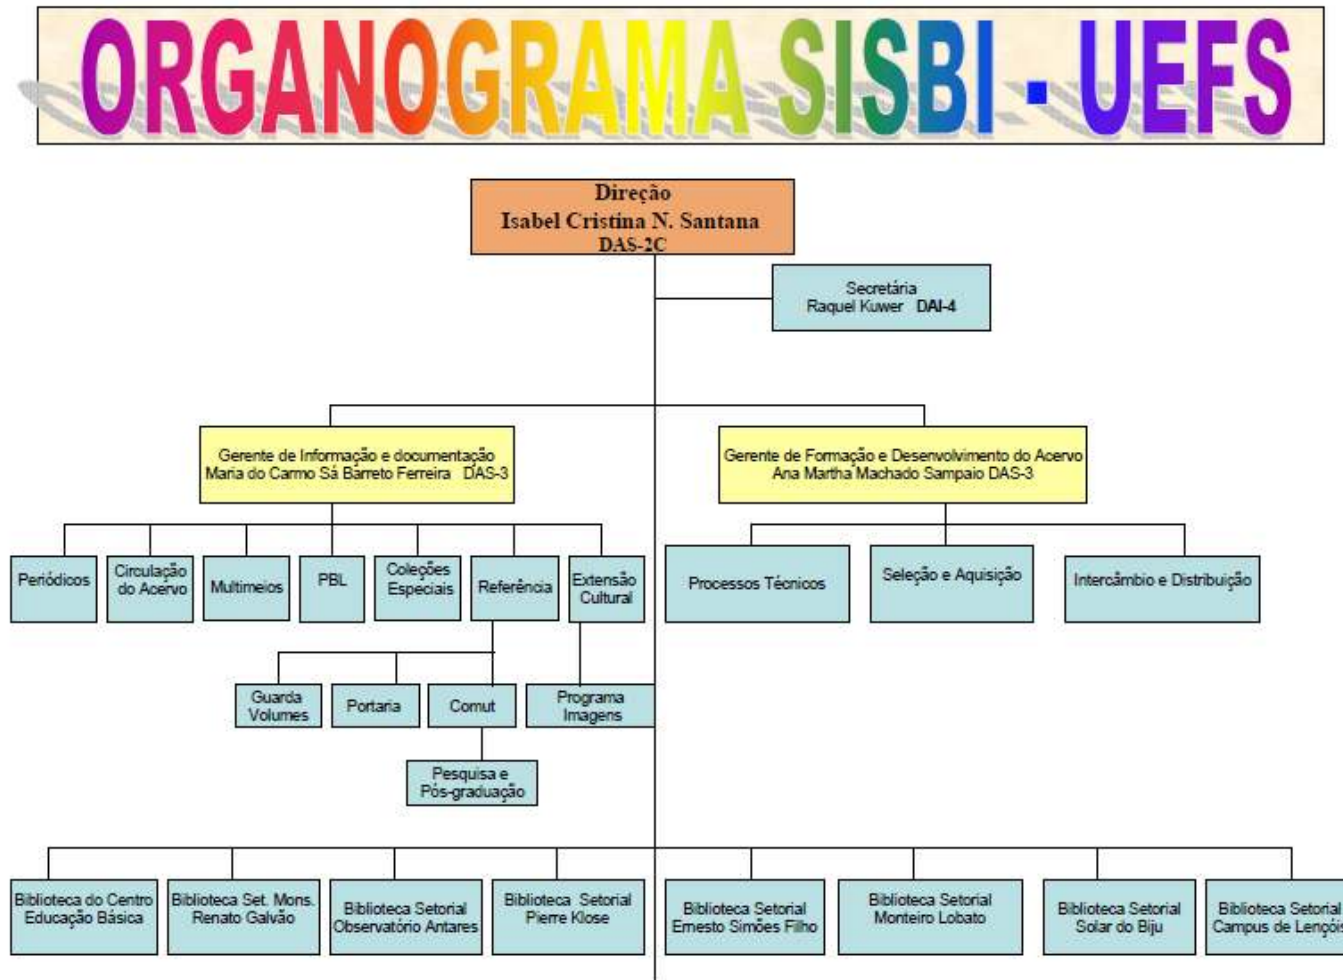 ORGANOGRAMA SISBI - UEFS
Direção
Isabel Cristina N. Santana
DAS-2C
Secretária
Raquel Kuwer DAI-4
Gerente de Informação e documentação
Maria do Carmo Sá Barreto Ferreira DAS-3
Gerente de Formação e Desenvolvimento do Acervo
Ana Martha Machado Sampaio DAS-3
Periódicos
Circulação
do Acervo
Multimeios
PBL
Coleções
Especiais
Referência
Extensão
Cultural
Processos Técnicos
Seleção e Aquisição
Intercâmbio e Distribuição
Guarda
Volumes
Portaria
Comut
Programa
Imagens
Pesquisa e
Pós-graduação
Biblioteca do Centro
Educação Básica
Biblioteca Set. Mons.
Renato Galvão
Biblioteca Setorial
Observatório Antares
Biblioteca Setorial
Pierre Klose
Biblioteca Setorial
Ernesto Simões Filho
Biblioteca Setorial
Monteiro Lobato
Biblioteca Setorial
Solar do Biju
Biblioteca Setorial
Campus de Lençóis